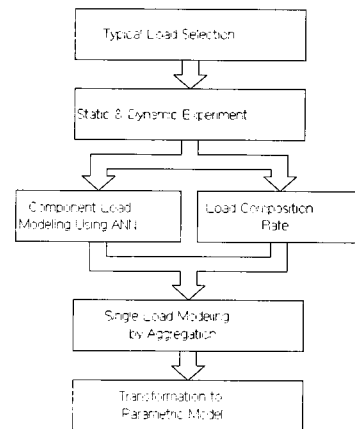 Typical Load Selection
Static & Dynamic Experiment
Component Load
Modeling Using ANN
Load Composition
Rate
Single Load Modeling
by Aggregation
Transformation to
Parametric Model